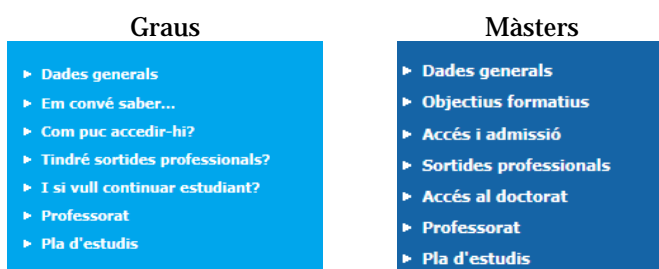 Graus
Dades generals
Em convé saber...
Com puc accedir-hi?
Tindré sortides professionals?
I si vull continuar estudiant?
Professorat
Pla d'estudis
Màsters
Dades generals
Objectius formatius
Accés i admissió
Sortides professionals
Accés al doctorat
Professorat
Pla d'estudis